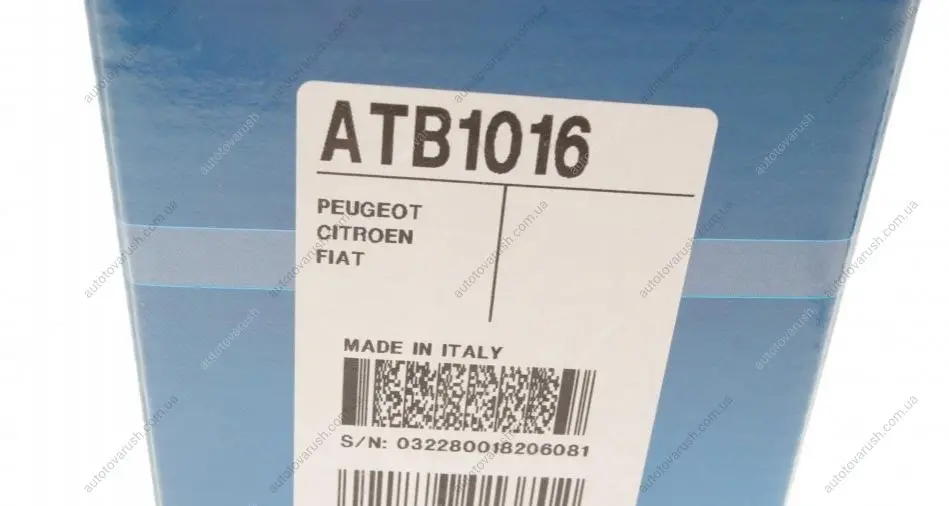 ATB1016
PEUGEOT
CITROEN
FIAT
MADE IN ITALY
S/N: 032280018206081
autotovarush.com.ua